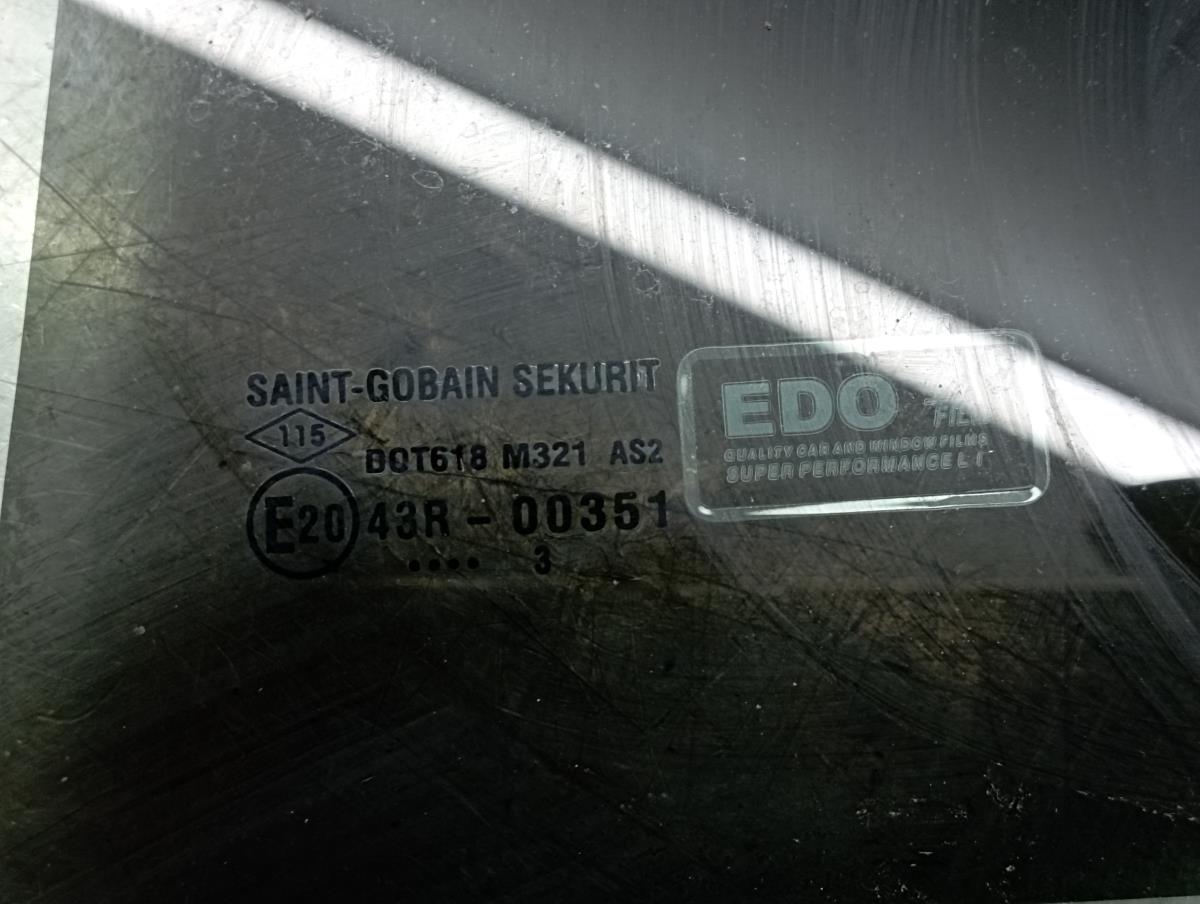 SAINT-GOBAIN SEKURIT
115
DOT618 M321 AS2
E20 43R - 00351
.... 3
EDO
QUALITY CAR AND WINDOW FILMS
SUPER PERFORMANCE